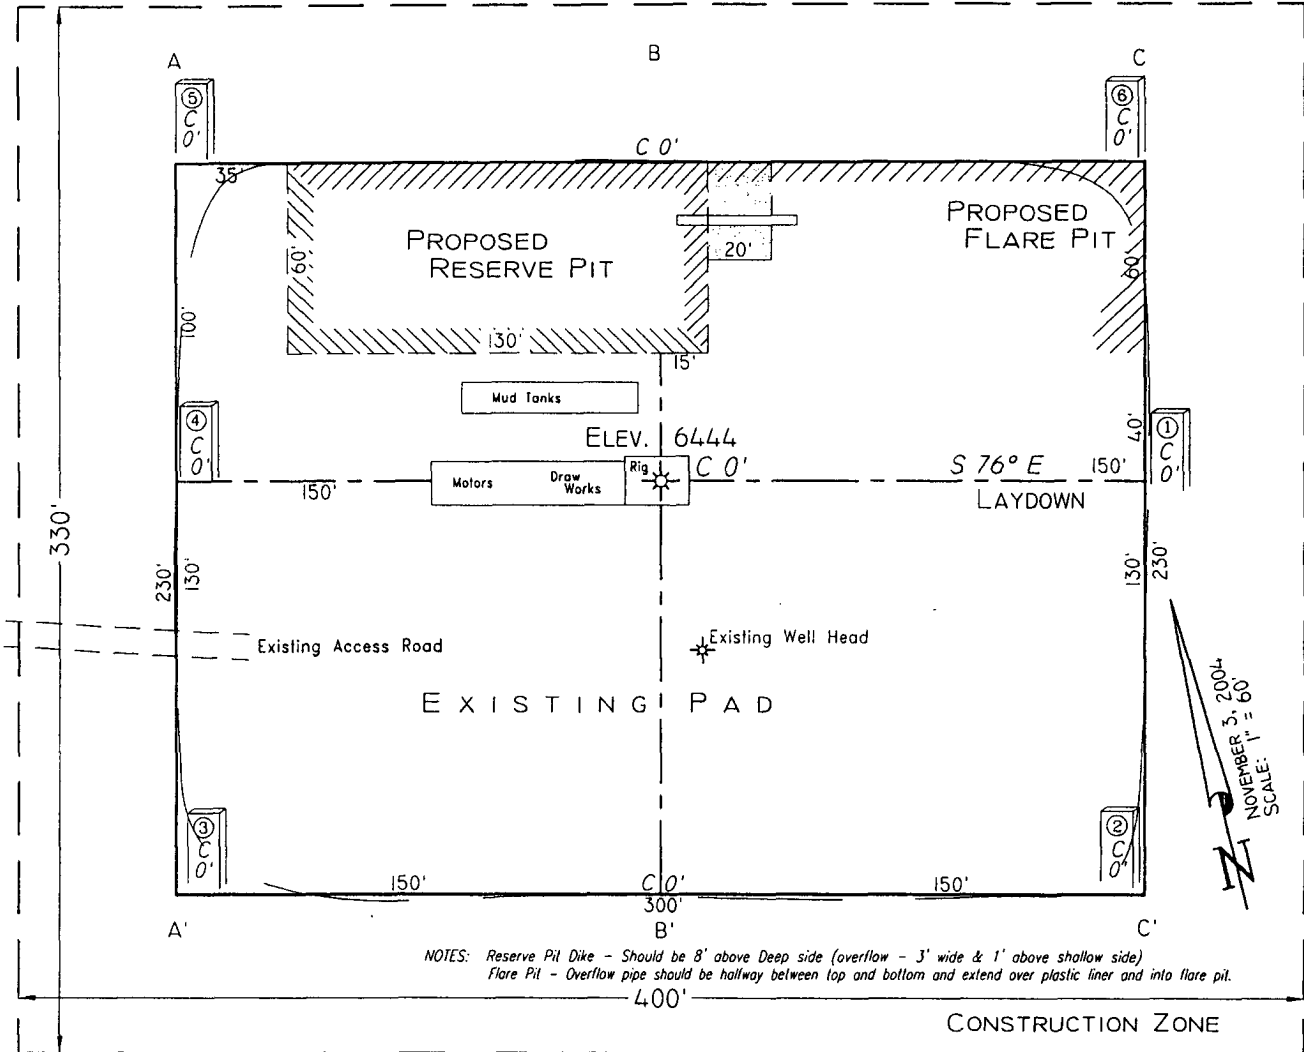 A
B
C
⑤
C
0'
⑥
C
0'
C 0'
35'
PROPOSED
RESERVE PIT
60'
20'
PROPOSED
FLARE PIT
60'
100'
130'
15'
Mud Tanks
④
C
0'
ELEV. 6444
C 0'
40'
①
C
0'
Rig
Motors
Draw
Works
150'
S 76° E
150'
LAYDOWN
330'
230'
130'
130'
230'
Existing Access Road
Existing Well Head
EXISTING PAD
NOVEMBER 3, 2004
SCALE: 1" = 60'
N
③
C
0'
②
C
0'
150'
C 0'
150'
300'
A'
B'
C'
NOTES: Reserve Pit Dike - Should be 8' above Deep side (overflow - 3' wide & 1' above shallow side)
Flare Pit - Overflow pipe should be halfway between top and bottom and extend over plastic liner and into flare pit.
400'
CONSTRUCTION ZONE